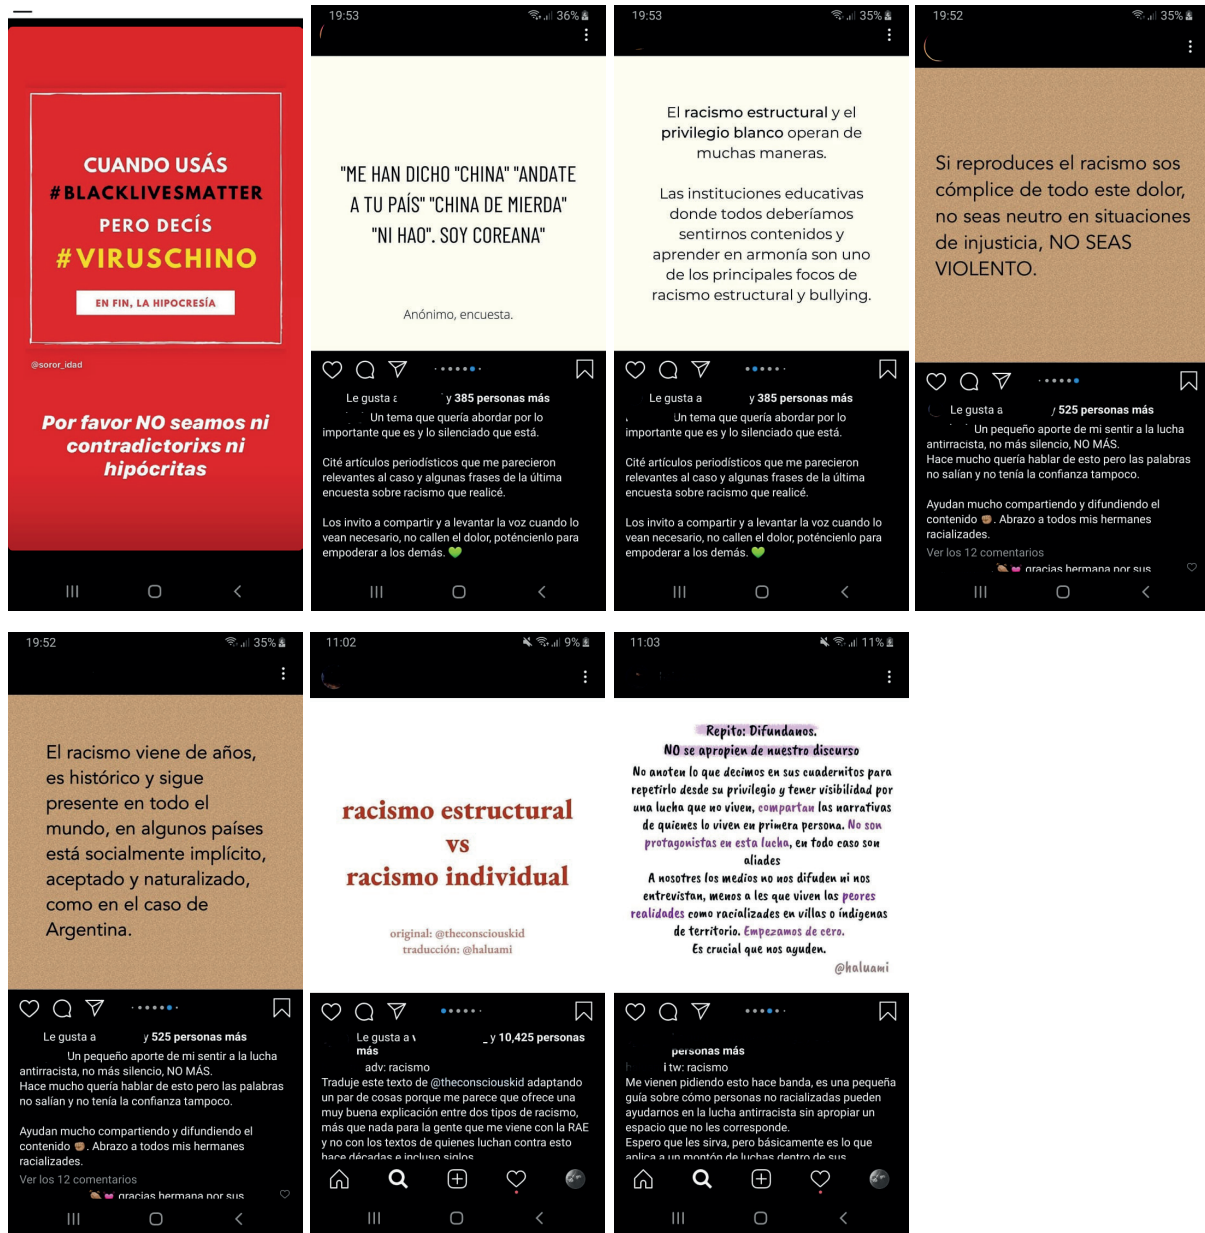 CUANDO USÁS
#BLACKLIVESMATTER
PERO DECÍS
#VIRUSCHINO
EN FIN, LA HIPOCRESÍA
@soror_idad
Por favor NO seamos ni
contradictorixs ni
hipócritas
19:53
36%
"ME HAN DICHO "CHINA" "ANDATE
A TU PAÍS" "CHINA DE MIERDA"
"NI HAO". SOY COREANA"
Anónimo, encuesta.
Le gusta a y 385 personas más
Un tema que quería abordar por lo
importante que es y lo silenciado que está.
Cité artículos periodísticos que me parecieron
relevantes al caso y algunas frases de la última
encuesta sobre racismo que realicé.
Los invito a compartir y a levantar la voz cuando lo
vean necesario, no callen el dolor, poténcienlo para
empoderar a los demás. 💚
19:53
35%
El racismo estructural y el
privilegio blanco operan de
muchas maneras.
Las instituciones educativas
donde todos deberíamos
sentirnos contenidos y
aprender en armonía son uno
de los principales focos de
racismo estructural y bullying.
Le gusta a y 385 personas más
Un tema que quería abordar por lo
importante que es y lo silenciado que está.
Cité artículos periodísticos que me parecieron
relevantes al caso y algunas frases de la última
encuesta sobre racismo que realicé.
Los invito a compartir y a levantar la voz cuando lo
vean necesario, no callen el dolor, poténcienlo para
empoderar a los demás. 💚
19:52
35%
Si reproduces el racismo sos
cómplice de todo este dolor,
no seas neutro en situaciones
de injusticia, NO SEAS
VIOLENTO.
Le gusta a y 525 personas más
Un pequeño aporte de mi sentir a la lucha
antirracista, no más silencio, NO MÁS.
Hace mucho quería hablar de esto pero las palabras
no salían y no tenía la confianza tampoco.
Ayudan mucho compartiendo y difundiendo el
contenido ✊🏽. Abrazo a todos mis hermanes
racializades.
Ver los 12 comentarios
gracias hermana por sus
19:52
35%
El racismo viene de años,
es histórico y sigue
presente en todo el
mundo, en algunos países
está socialmente implícito,
aceptado y naturalizado,
como en el caso de
Argentina.
Le gusta a y 525 personas más
Un pequeño aporte de mi sentir a la lucha
antirracista, no más silencio, NO MÁS.
Hace mucho quería hablar de esto pero las palabras
no salían y no tenía la confianza tampoco.
Ayudan mucho compartiendo y difundiendo el
contenido ✊🏽. Abrazo a todos mis hermanes
racializades.
Ver los 12 comentarios
gracias hermana por sus
11:02
9%
racismo estructural
vs
racismo individual
original: @theconsciouskid
traducción: @haluami
Le gusta a y 10,425 personas
más
adv: racismo
Traduje este texto de @theconsciouskid adaptando
un par de cosas porque me parece que ofrece una
muy buena explicación entre dos tipos de racismo,
más que nada para la gente que me viene con la RAE
y no con los textos de quienes luchan contra esto
hace décadas e incluso siglos
11:03
11%
Repito: Difundanos.
NO se apropien de nuestro discurso
No anoten lo que decimos en sus cuadernitos para
repetirlo desde su privilegio y tener visibilidad por
una lucha que no viven, compartan las narrativas
de quienes lo viven en primera persona. No son
protagonistas en esta lucha, en todo caso son
aliades
A nosotres los medios no nos difuden ni nos
entrevistan, menos a les que viven las peores
realidades como racializades en villas o indígenas
de territorio. Empezamos de cero.
Es crucial que nos ayuden.
@haluami
personas más
tw: racismo
Me vienen pidiendo esto hace banda, es una pequeña
guía sobre cómo personas no racializadas pueden
ayudarnos en la lucha antirracista sin apropiar un
espacio que no les corresponde.
Espero que les sirva, pero básicamente es lo que
aplica a un montón de luchas dentro de sus